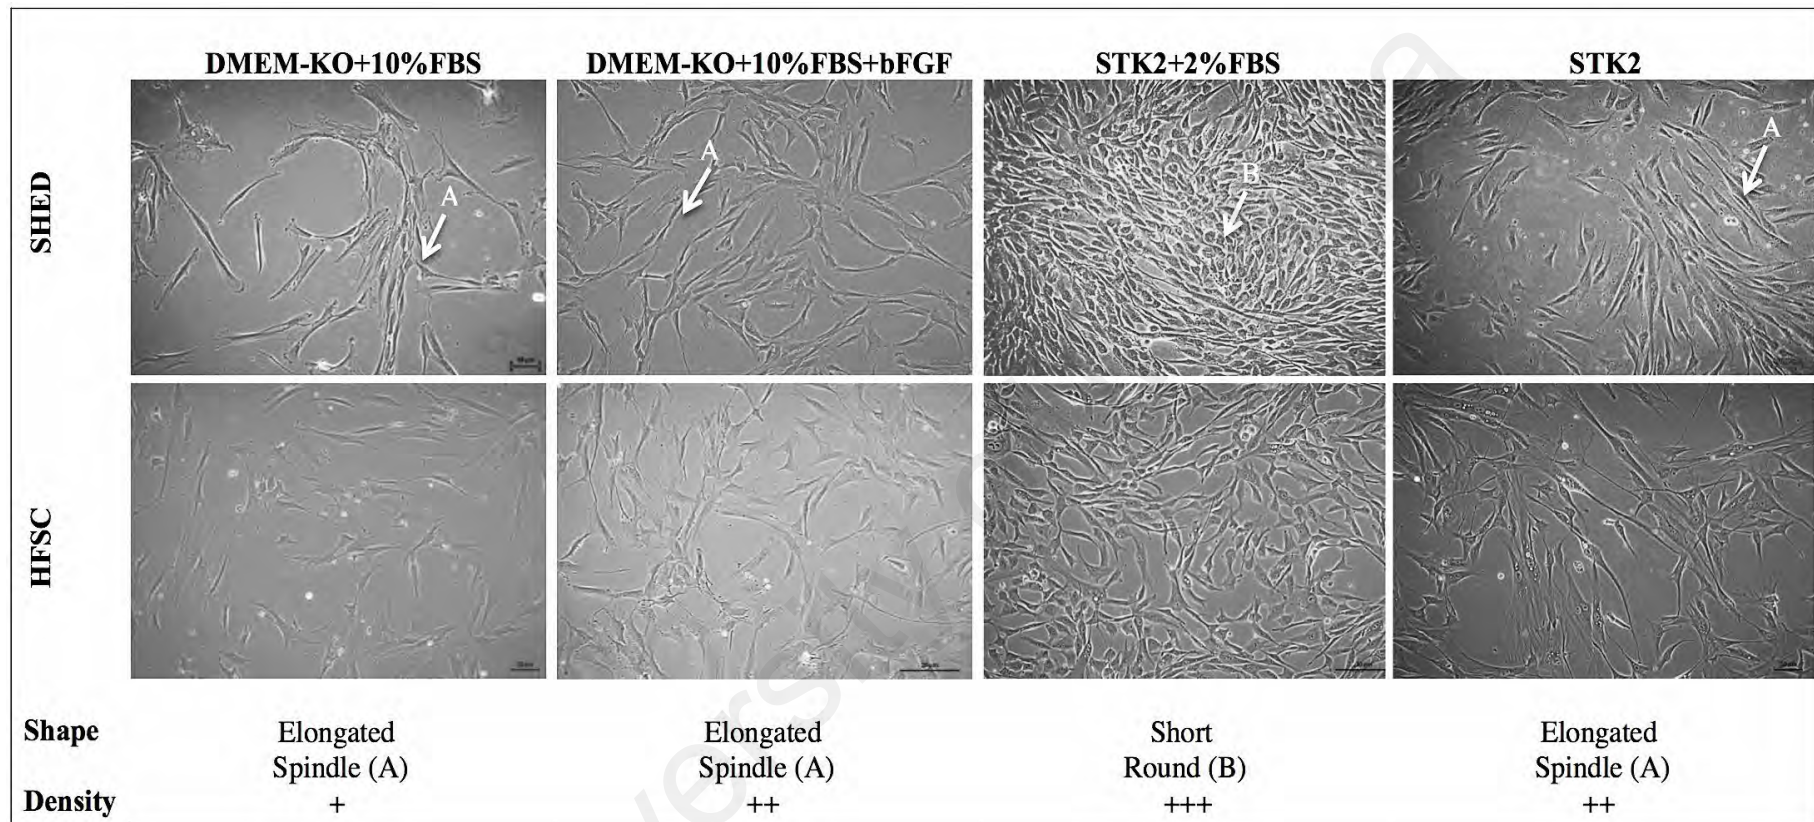 DMEM-KO+10%FBS DMEM-KO+10%FBS+bFGF STK2+2%FBS STK2
SHED
A A B A
HFSC
Shape Elongated Elongated Short Elongated
Spindle (A) Spindle (A) Round (B) Spindle (A)
Density + ++ +++ ++